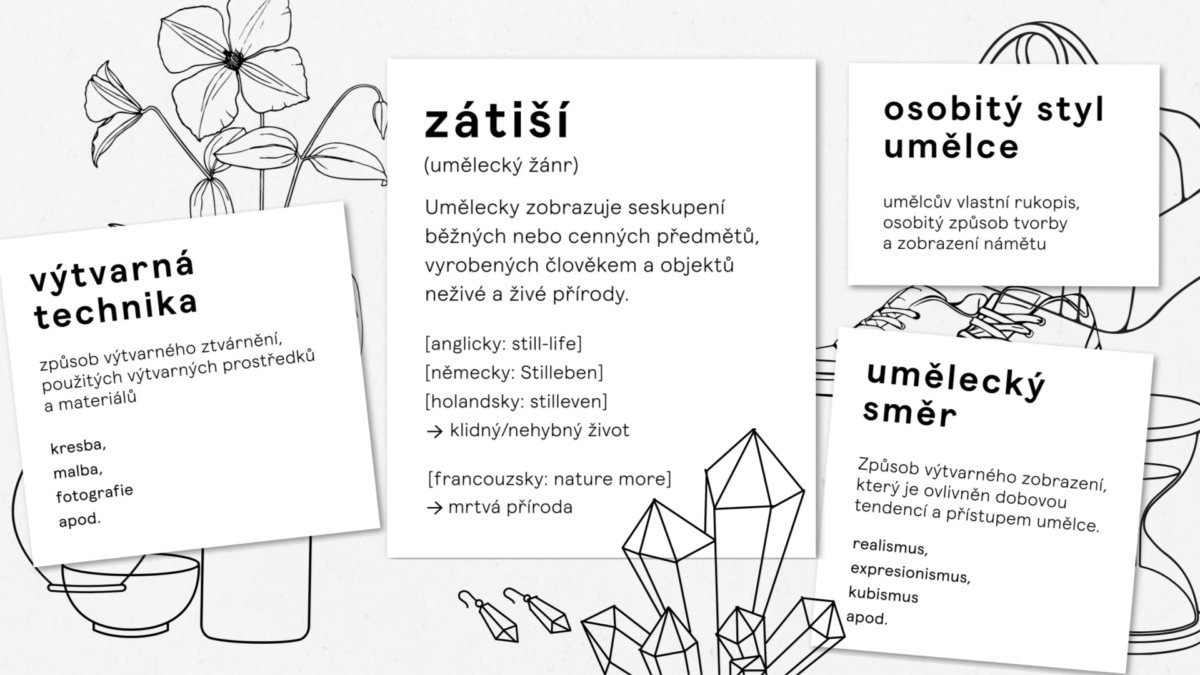 výtvarná
technika
způsob výtvarného ztvárnění,
použitých výtvarných prostředků
a materiálů
kresba,
malba,
fotografie
apod.
zátiší
(umělecký žánr)
Umělecky zobrazuje seskupení
běžných nebo cenných předmětů,
vyrobených člověkem a objektů
neživé a živé přírody.
[anglicky: still-life]
[německy: Stilleben]
[holandsky: stilleven]
→ klidný/nehybný život
[francouzsky: nature more]
→ mrtvá příroda
osobitý styl
umělce
umělcův vlastní rukopis,
osobitý způsob tvorby
a zobrazení námětu
umělecký
směr
Způsob výtvarného zobrazení,
který je ovlivněn dobovou
tendencí a přístupem umělce.
realismus,
expresionismus,
kubismus
apod.